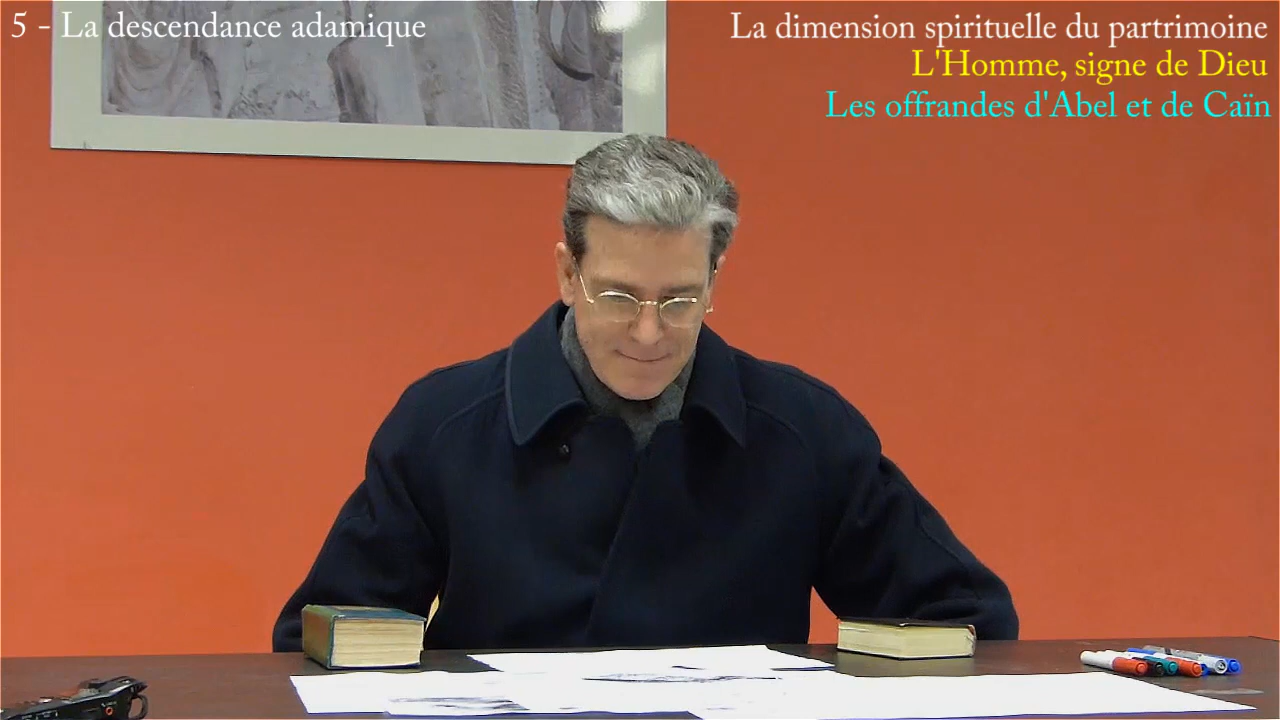 5 - La descendance adamique
La dimension spirituelle du partrimoine
L'Homme, signe de Dieu
Les offrandes d'Abel et de Caïn